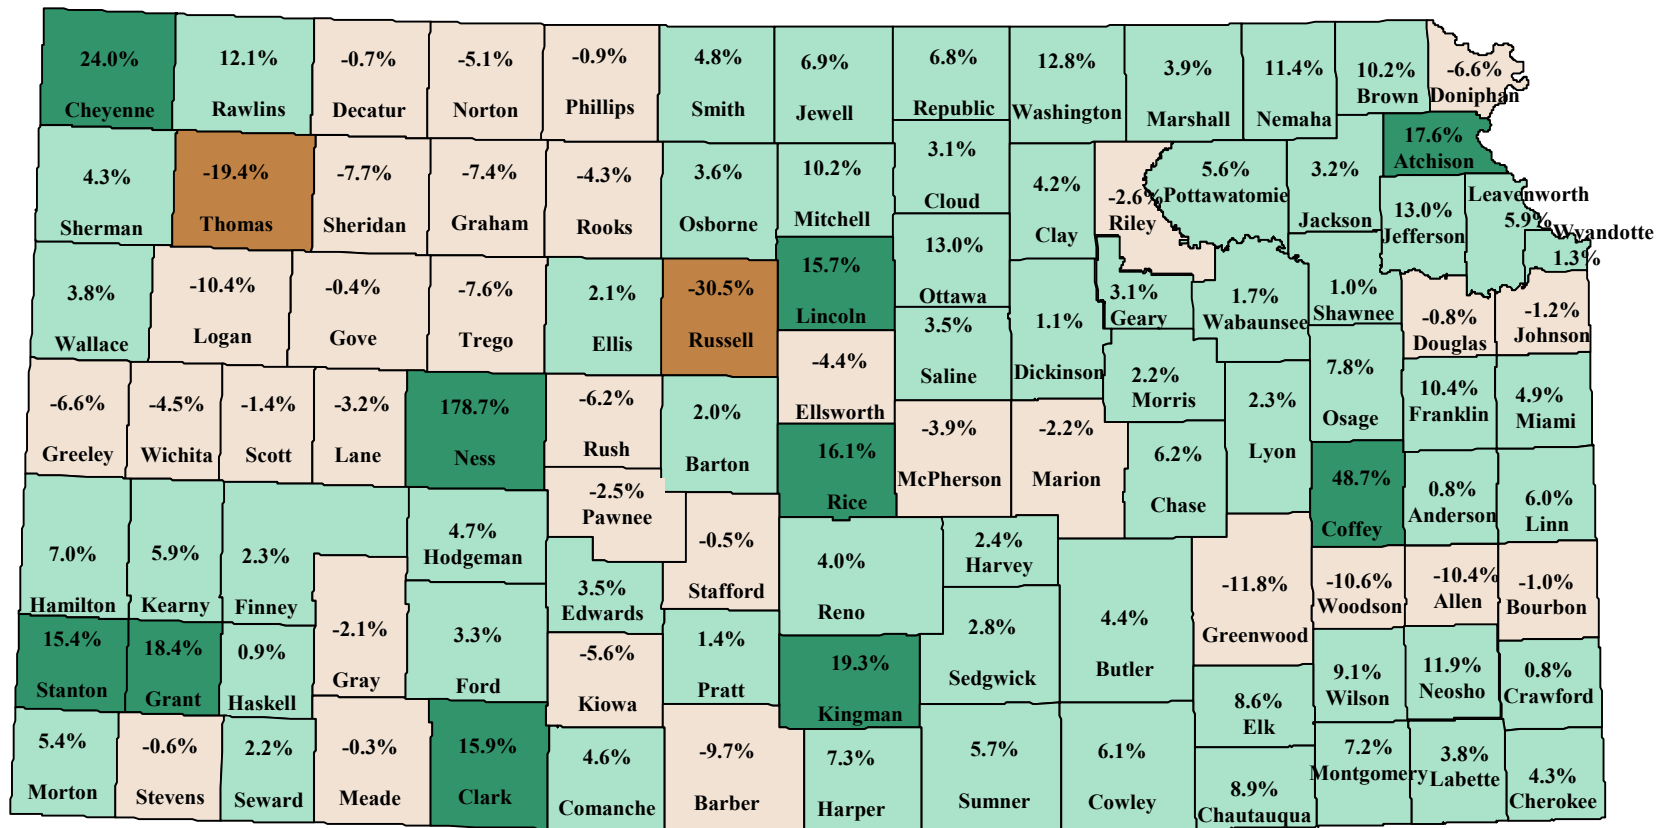 24.0%
Cheyenne
12.1%
Rawlins
-0.7%
Decatur
-5.1%
Norton
-0.9%
Phillips
4.8%
Smith
6.9%
Jewell
6.8%
Republic
12.8%
Washington
3.9%
Marshall
11.4%
Nemaha
10.2%
Brown
-6.6%
Doniphan
4.3%
Sherman
-19.4%
Thomas
-7.7%
Sheridan
-7.4%
Graham
-4.3%
Rooks
3.6%
Osborne
10.2%
Mitchell
3.1%
Cloud
4.2%
Clay
-2.6%
Riley
5.6%
Pottawatomie
3.2%
Jackson
17.6%
Atchison
13.0%
Jefferson
Leavenworth
5.9%
Wyandotte
1.3%
3.8%
Wallace
-10.4%
Logan
-0.4%
Gove
-7.6%
Trego
2.1%
Ellis
-30.5%
Russell
15.7%
Lincoln
13.0%
Ottawa
3.5%
Saline
1.1%
Dickinson
3.1%
Geary
1.7%
Wabaunsee
1.0%
Shawnee
-0.8%
Douglas
-1.2%
Johnson
-6.6%
Greeley
-4.5%
Wichita
-1.4%
Scott
-3.2%
Lane
178.7%
Ness
-6.2%
Rush
2.0%
Barton
-4.4%
Ellsworth
16.1%
Rice
-3.9%
McPherson
-2.2%
Marion
2.2%
Morris
6.2%
Chase
2.3%
Lyon
7.8%
Osage
10.4%
Franklin
4.9%
Miami
48.7%
Coffey
0.8%
Anderson
6.0%
Linn
7.0%
Hamilton
5.9%
Kearny
2.3%
Finney
4.7%
Hodgeman
-2.5%
Pawnee
3.5%
Edwards
-0.5%
Stafford
4.0%
Reno
2.4%
Harvey
4.4%
Butler
-11.8%
Greenwood
-10.6%
Woodson
-10.4%
Allen
-1.0%
Bourbon
15.4%
Stanton
18.4%
Grant
0.9%
Haskell
-2.1%
Gray
3.3%
Ford
-5.6%
Kiowa
1.4%
Pratt
19.3%
Kingman
2.8%
Sedgwick
8.6%
Elk
9.1%
Wilson
11.9%
Neosho
0.8%
Crawford
5.4%
Morton
-0.6%
Stevens
2.2%
Seward
-0.3%
Meade
15.9%
Clark
4.6%
Comanche
-9.7%
Barber
7.3%
Harper
5.7%
Sumner
6.1%
Cowley
8.9%
Chautauqua
7.2%
Montgomery
3.8%
Labette
4.3%
Cherokee